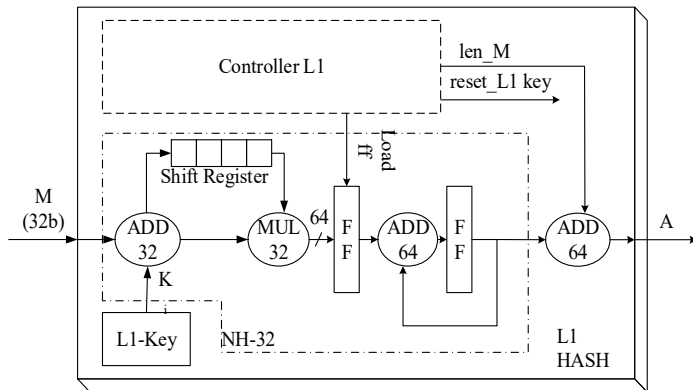 Controller L1
len_M
reset_L1 key
Load
ff
Shift Register
M
(32b)
ADD
32
MUL
32
64
F
F
ADD
64
F
F
ADD
64
A
K
i
L1-Key
NH-32
L1
HASH